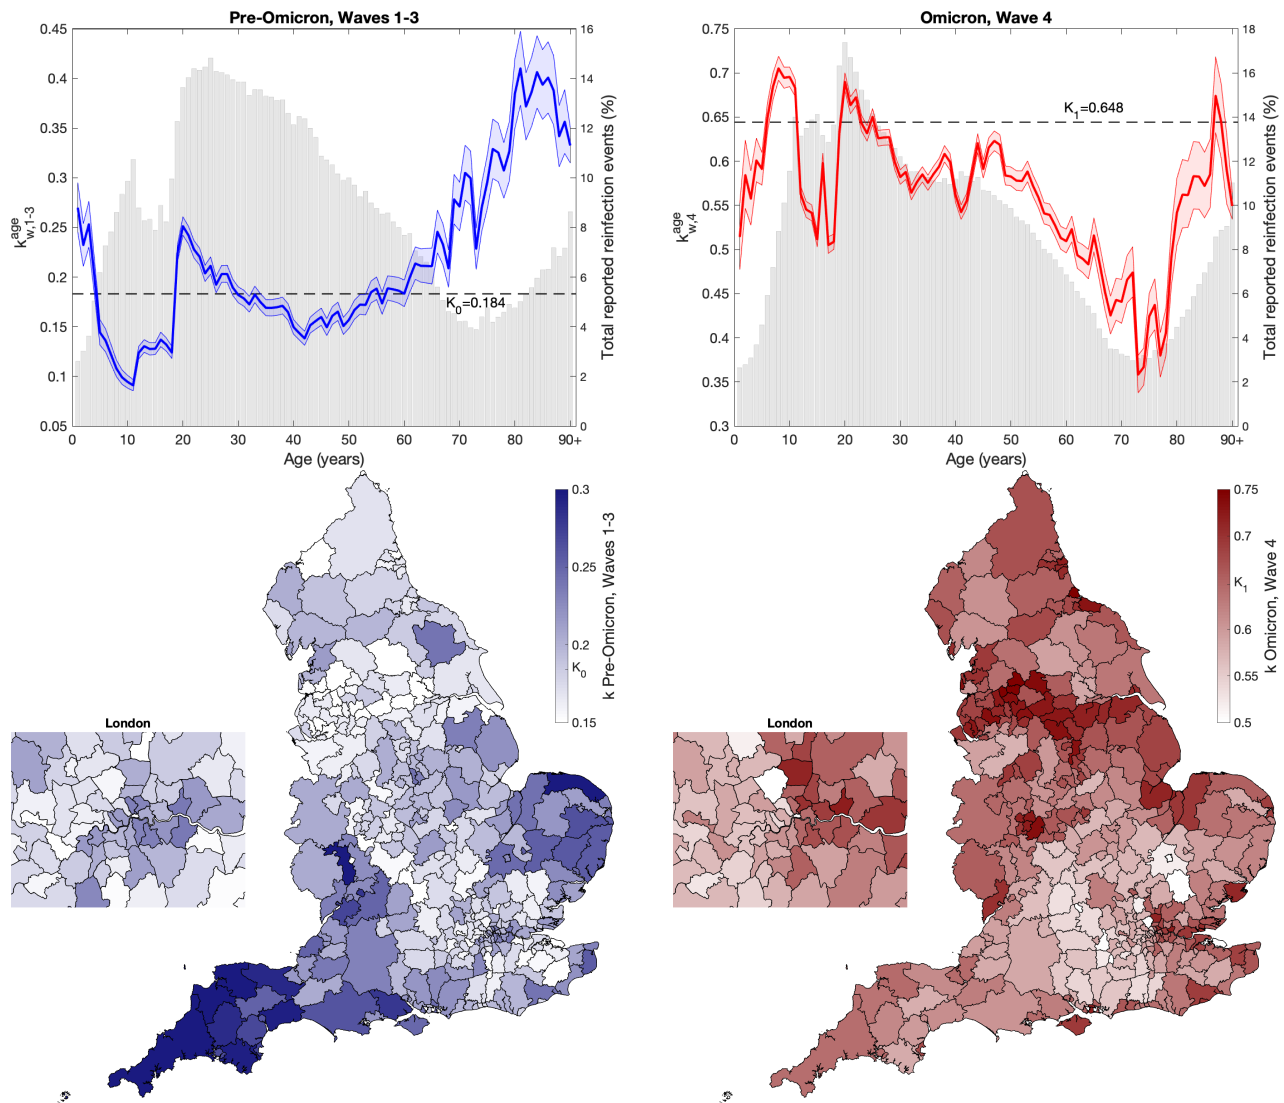 Pre-Omicron, Waves 1-3
0.45
0.4
0.35
0.3
0.25
0.2
0.15
0.1
0.05
k^age_w,1-3
16
14
12
10
8
6
4
2
0
Total reported reinfection events (%)
K_0=0.184
0 10 20 30 40 50 60 70 80 90+
Age (years)
Omicron, Wave 4
0.75
0.7
0.65
0.6
0.55
0.5
0.45
0.4
0.35
0.3
k^age_w,4
18
16
14
12
10
8
6
4
2
0
Total reported reinfection events (%)
K_1=0.648
0 10 20 30 40 50 60 70 80 90+
Age (years)
0.3
0.25
0.2
K_0
0.15
k Pre-Omicron, Waves 1-3
London
0.75
0.7
K_1
0.6
0.55
0.5
k Omicron, Wave 4
London